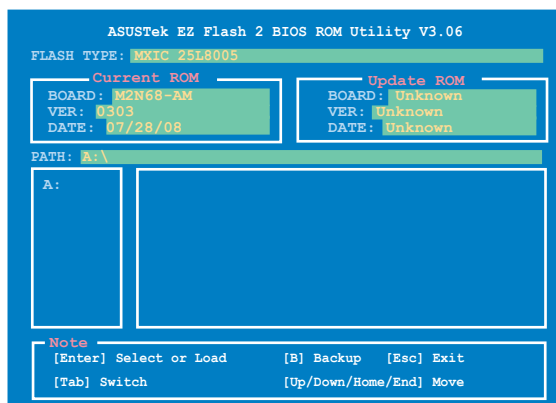 ASUSTek EZ Flash 2 BIOS ROM Utility V3.06
FLASH TYPE: MXIC 25L8005
Current ROM
BOARD: M2N68-AM
VER: 0303
DATE: 07/28/08
Update ROM
BOARD: Unknown
VER: Unknown
DATE: Unknown
PATH: A:\
A:
Note
[Enter] Select or Load [B] Backup [Esc] Exit
[Tab] Switch [Up/Down/Home/End] Move